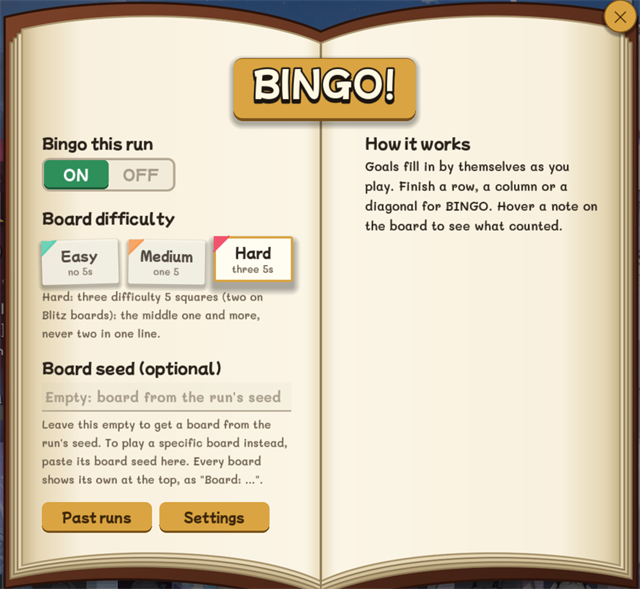 BINGO!
Bingo this run
ON OFF
Board difficulty
Easy
no 5s
Medium
one 5
Hard
three 5s
Hard: three difficulty 5 squares (two on
Blitz boards): the middle one and more,
never two in one line.
Board seed (optional)
Empty: board from the run's seed
Leave this empty to get a board from the
run's seed. To play a specific board instead,
paste its board seed here. Every board
shows its own at the top, as "Board: ...".
Past runs
Settings
How it works
Goals fill in by themselves as you
play. Finish a row, a column or a
diagonal for BINGO. Hover a note on
the board to see what counted.